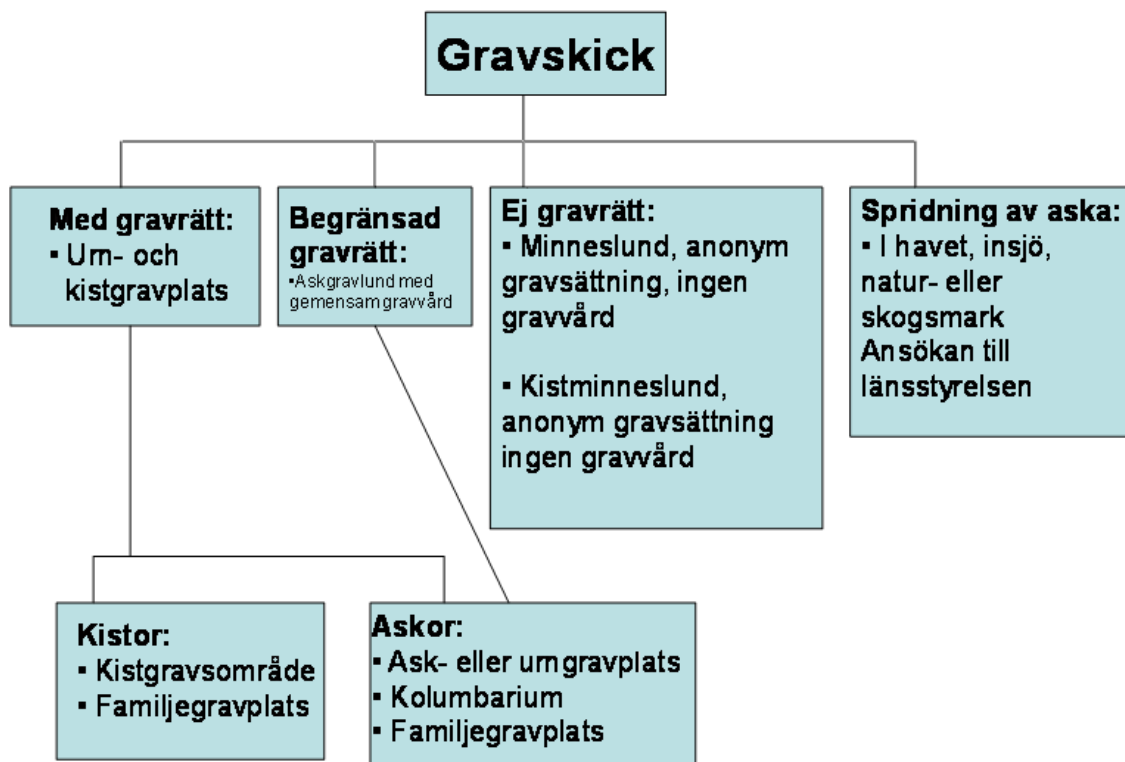 Gravskick
Med gravrätt:
▪ Urn- och
kistgravplats
Begränsad
gravrätt:
▪Askgravlund med
gemensam gravvård
Ej gravrätt:
▪ Minneslund, anonym
gravsättning, ingen
gravvård
▪ Kistminneslund,
anonym gravsättning
ingen gravvård
Spridning av aska:
▪ I havet, insjö,
natur- eller
skogsmark
Ansökan till
länsstyrelsen
Kistor:
▪ Kistgravsområde
▪ Familjegravplats
Askor:
▪ Ask- eller urngravplats
▪ Kolumbarium
▪ Familjegravplats